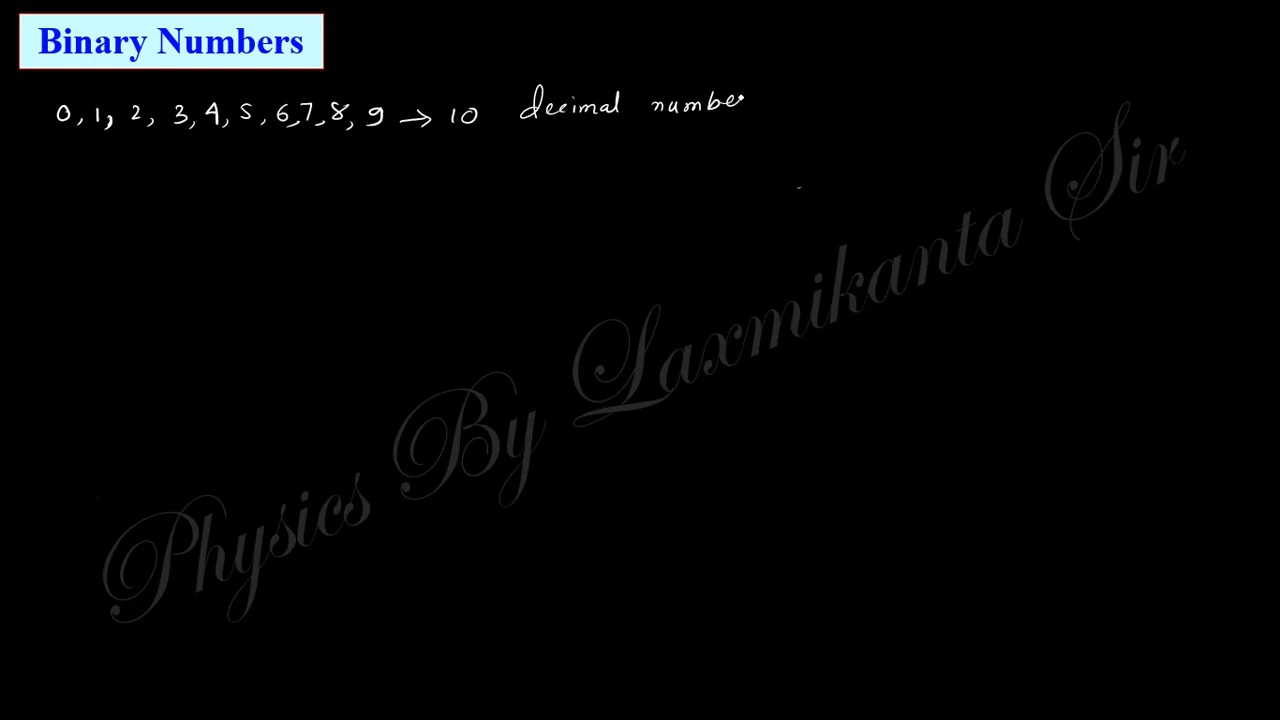 Binary Numbers
0, 1, 2, 3, 4, 5, 6, 7, 8, 9 → 10 decimal number
Physics By Laxmikanta Sir